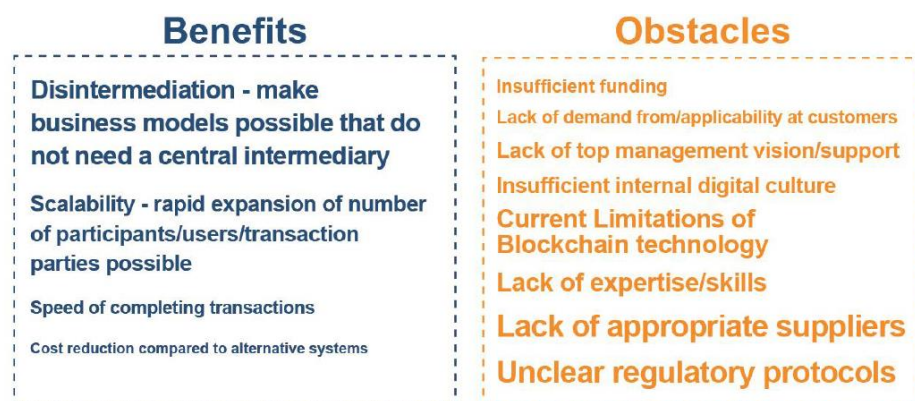 Benefits
Disintermediation - make
business models possible that do
not need a central intermediary
Scalability - rapid expansion of number
of participants/users/transaction
parties possible
Speed of completing transactions
Cost reduction compared to alternative systems
Obstacles
Insufficient funding
Lack of demand from/applicability at customers
Lack of top management vision/support
Insufficient internal digital culture
Current Limitations of
Blockchain technology
Lack of expertise/skills
Lack of appropriate suppliers
Unclear regulatory protocols